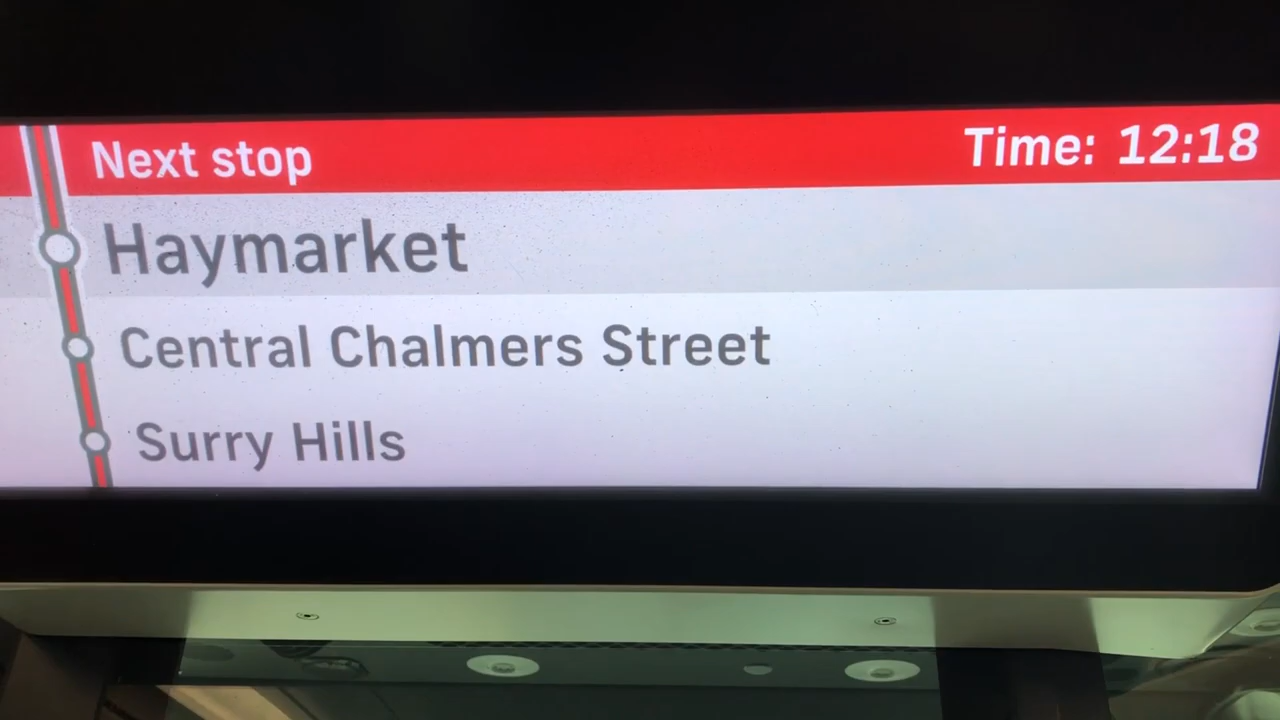 Next stop
Time: 12:18
Haymarket
Central Chalmers Street
Surry Hills